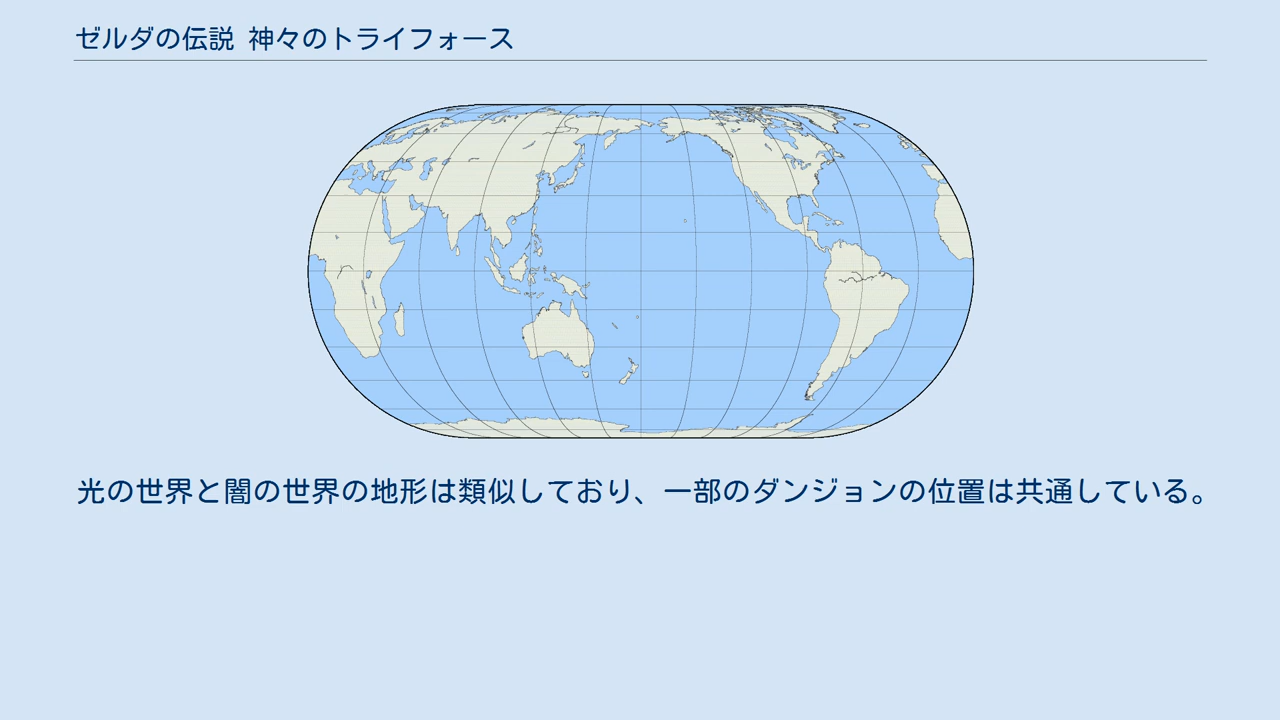 ゼルダの伝説 神々のトライフォース
光の世界と闇の世界の地形は類似しており、一部のダンジョンの位置は共通している。